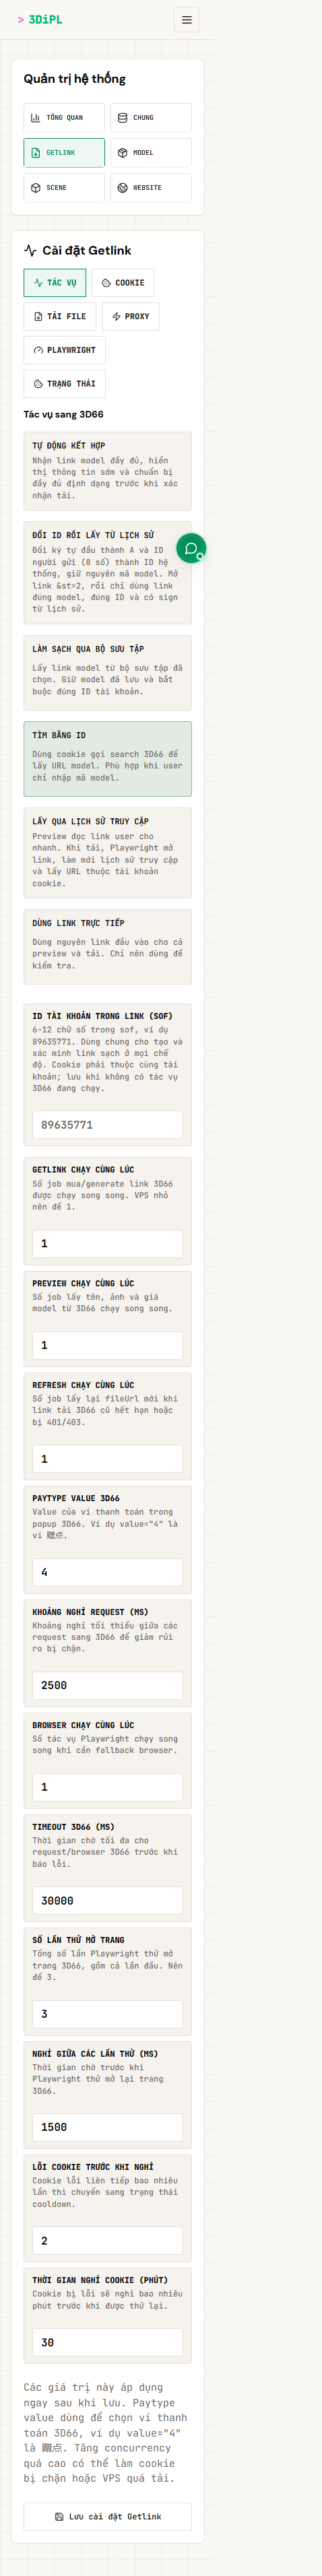 > 3DiPL
Quản trị hệ thống
TỔNG QUAN
CHUNG
GETLINK
MODEL
SCENE
WEBSITE
Cài đặt Getlink
TÁC VỤ
COOKIE
TẢI FILE
PROXY
PLAYWRIGHT
TRẠNG THÁI
Tác vụ sang 3D66
TỰ ĐỘNG KẾT HỢP
Nhận link model đầy đủ, hiển
thị thông tin sớm và chuẩn bị
đầy đủ định dạng trước khi xác
nhận tải.
ĐỔI ID RỒI LẤY TỪ LỊCH SỬ
Đổi ký tự đầu thành A và ID
người gửi (8 số) thành ID hệ
thống, giữ nguyên mã model. Mở
link &st=2, rồi chỉ dùng link
đúng model, đúng ID và có sign
từ lịch sử.
LÀM SẠCH QUA BỘ SƯU TẬP
Lấy link model từ bộ sưu tập đã
chọn. Giữ model đã lưu và bắt
buộc đúng ID tài khoản.
TÌM BẰNG ID
Dùng cookie gọi search 3D66 để
lấy URL model. Phù hợp khi user
chỉ nhập mã model.
LẤY QUA LỊCH SỬ TRUY CẬP
Preview đọc link user cho
nhanh. Khi tải, Playwright mở
link, làm mới lịch sử truy cập
và lấy URL thuộc tài khoản
cookie.
DÙNG LINK TRỰC TIẾP
Dùng nguyên link đầu vào cho cả
preview và tải. Chỉ nên dùng để
kiểm tra.
ID TÀI KHOẢN TRONG LINK (SOF)
6-12 chữ số trong sof, ví dụ
89635771. Dùng chung cho tạo và
xác minh link sạch ở mọi chế
độ. Cookie phải thuộc cùng tài
khoản; lưu khi không có tác vụ
3D66 đang chạy.
89635771
GETLINK CHẠY CÙNG LÚC
Số job mua/generate link 3D66
được chạy song song. VPS nhỏ
nên để 1.
1
PREVIEW CHẠY CÙNG LÚC
Số job lấy tên, ảnh và giá
model từ 3D66 chạy song song.
1
REFRESH CHẠY CÙNG LÚC
Số job lấy lại fileUrl mới khi
link tải 3D66 cũ hết hạn hoặc
bị 401/403.
1
PAYTYPE VALUE 3D66
Value của ví thanh toán trong
popup 3D66. Ví dụ value="4" là
ví 赠点.
4
KHOẢNG NGHỈ REQUEST (MS)
Khoảng nghỉ tối thiểu giữa các
request sang 3D66 để giảm rủi
ro bị chặn.
2500
BROWSER CHẠY CÙNG LÚC
Số tác vụ Playwright chạy song
song khi cần fallback browser.
1
TIMEOUT 3D66 (MS)
Thời gian chờ tối đa cho
request/browser 3D66 trước khi
báo lỗi.
30000
SỐ LẦN THỬ MỞ TRANG
Tổng số lần Playwright thử mở
trang 3D66, gồm cả lần đầu. Nên
để 3.
3
NGHỈ GIỮA CÁC LẦN THỬ (MS)
Thời gian chờ trước khi
Playwright thử mở lại trang
3D66.
1500
LỖI COOKIE TRƯỚC KHI NGHỈ
Cookie lỗi liên tiếp bao nhiêu
lần thì chuyển sang trạng thái
cooldown.
2
THỜI GIAN NGHỈ COOKIE (PHÚT)
Cookie bị lỗi sẽ nghỉ bao nhiêu
phút trước khi được thử lại.
30
Các giá trị này áp dụng
ngay sau khi lưu. Paytype
value dùng để chọn ví thanh
toán 3D66, ví dụ value="4"
là 赠点. Tăng concurrency
quá cao có thể làm cookie
bị chặn hoặc VPS quá tải.
Lưu cài đặt Getlink